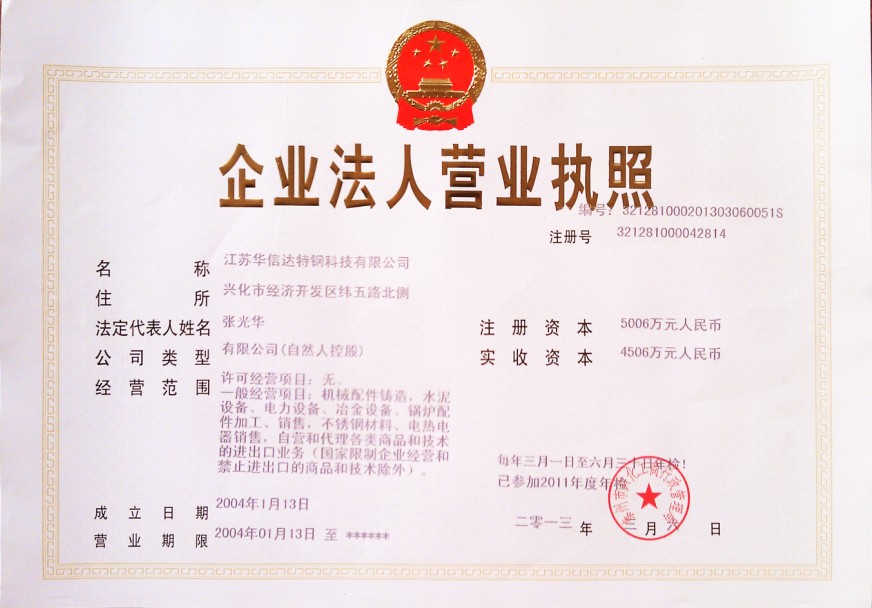 企业法人营业执照
编号: 321281000201303060051S
注册号 321281000042814
名称 江苏华信达特钢科技有限公司
住所 兴化市经济开发区纬五路北侧
法定代表人姓名 张光华
注册资本 5006万元人民币
公司类型 有限公司(自然人控股)
实收资本 4506万元人民币
经营范围 许可经营项目: 无。
一般经营项目: 机械配件铸造, 水泥
设备、电力设备、冶金设备、锅炉配
件加工、销售, 不锈钢材料、电热电
器销售, 自营和代理各类商品和技术
的进出口业务 (国家限制企业经营和
禁止进出口的商品和技术除外) 。
每年三月一日至六月三十日年检!
已参加2011年度年检
成立日期 2004年1月13日
营业期限 2004年01月13日 至 ******
二零一三 年 三 月 六 日